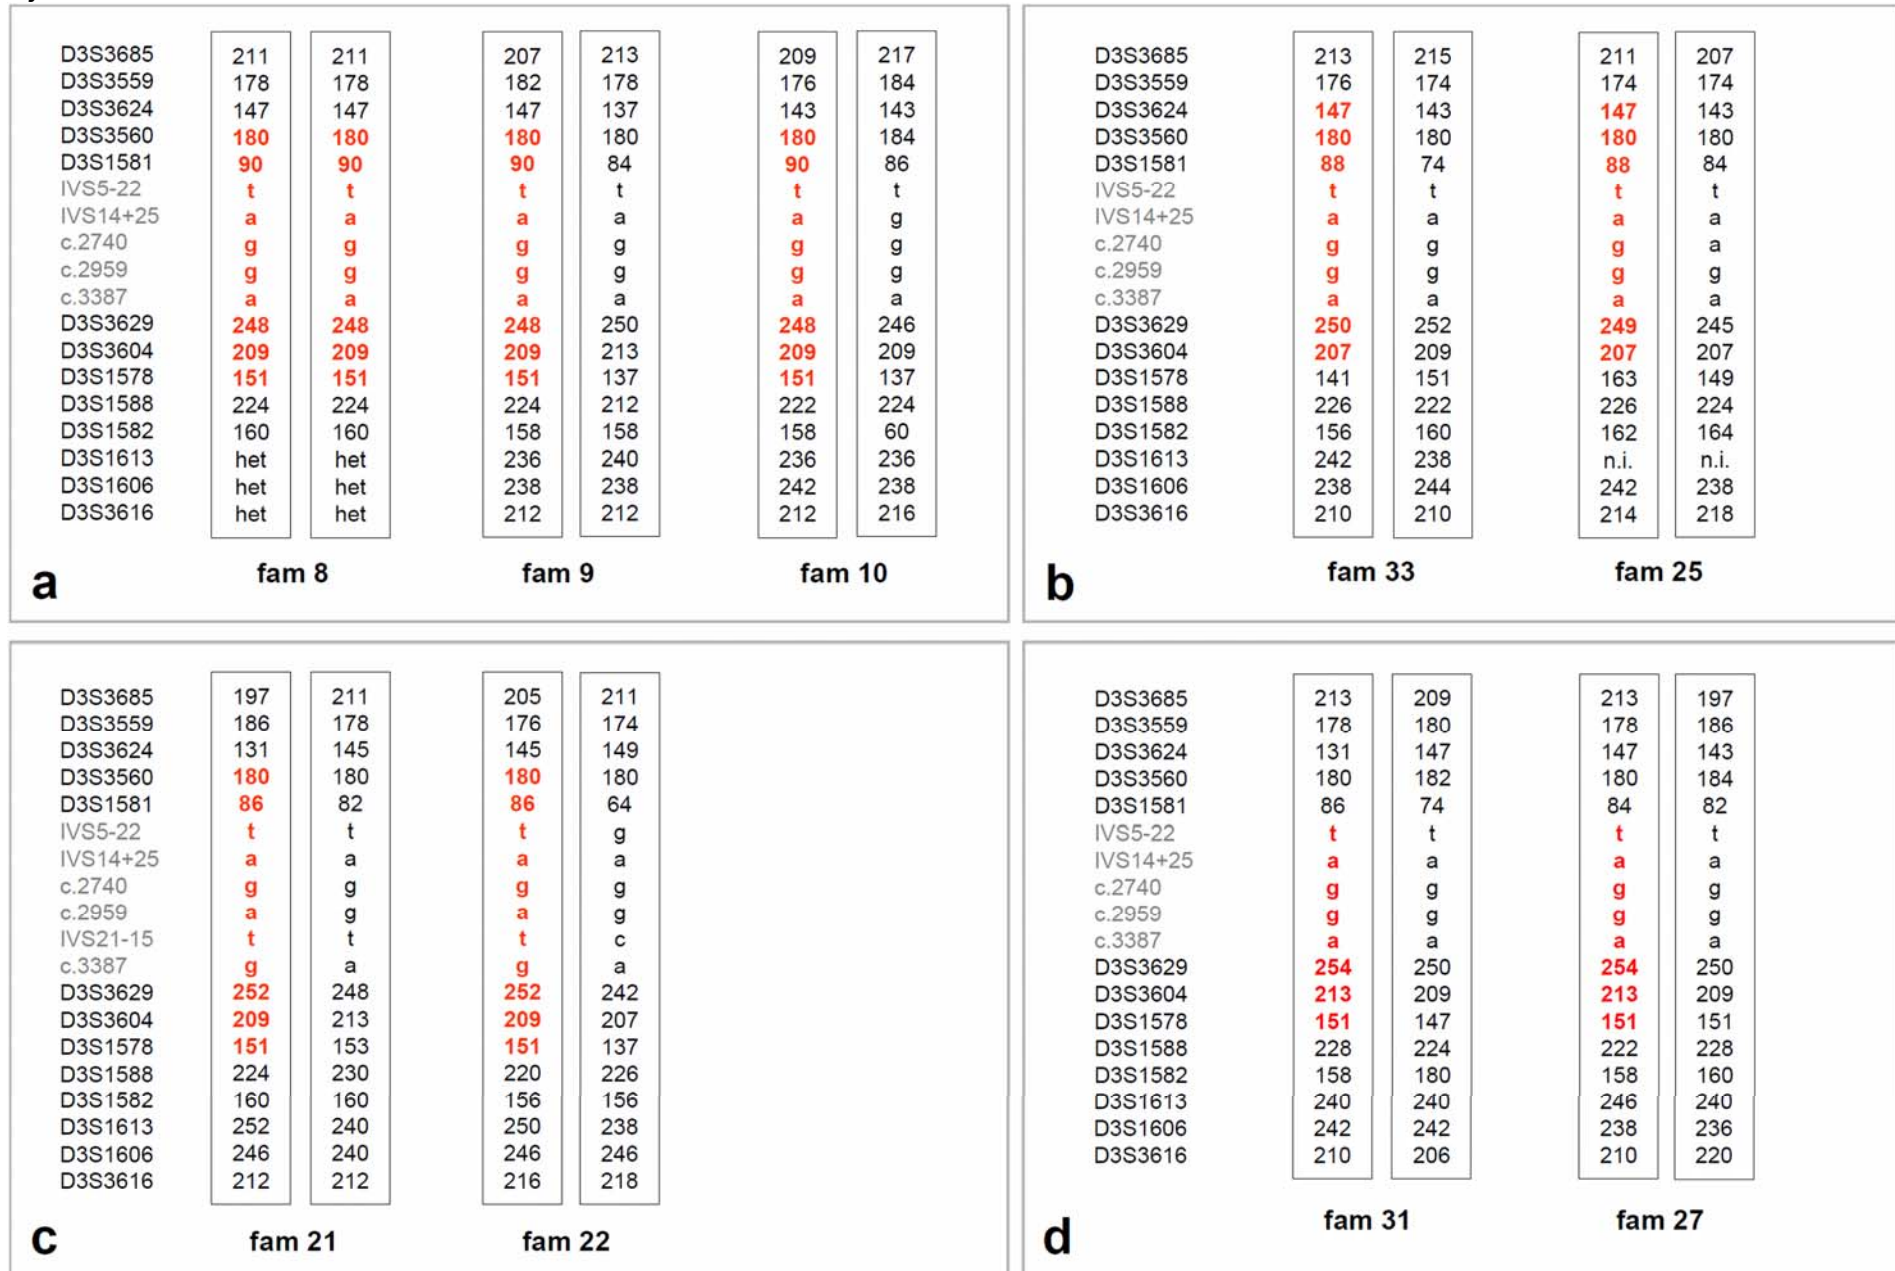 D3S3685 211 211 207 213 209 217
D3S3559 178 178 182 178 176 184
D3S3624 147 147 147 137 143 143
D3S3560 180 180 180 180 180 184
D3S1581 90 90 90 84 90 86
IVS5-22 t t t t t t
IVS14+25 a a a a a g
c.2740 g g g g g g
c.2959 g g g g g g
c.3387 a a a a a a
D3S3629 248 248 248 250 248 246
D3S3604 209 209 209 213 209 209
D3S1578 151 151 151 137 151 137
D3S1588 224 224 224 212 222 224
D3S1582 160 160 158 158 158 60
D3S1613 het het 236 240 236 236
D3S1606 het het 238 238 242 238
D3S3616 het het 212 212 212 216
a fam 8 fam 9 fam 10
D3S3685 213 215 211 207
D3S3559 176 174 174 174
D3S3624 147 143 147 143
D3S3560 180 180 180 180
D3S1581 88 74 88 84
IVS5-22 t t t t
IVS14+25 a a a a
c.2740 g g g a
c.2959 g g g g
c.3387 a a a a
D3S3629 250 252 249 245
D3S3604 207 209 207 207
D3S1578 141 151 163 149
D3S1588 226 222 226 224
D3S1582 156 160 162 164
D3S1613 242 238 n.i. n.i.
D3S1606 238 244 242 238
D3S3616 210 210 214 218
b fam 33 fam 25
D3S3685 197 211 205 211
D3S3559 186 178 176 174
D3S3624 131 145 145 149
D3S3560 180 180 180 180
D3S1581 86 82 86 64
IVS5-22 t t t g
IVS14+25 a a a a
c.2740 g g g g
c.2959 a g a g
IVS21-15 t t t c
c.3387 g a g a
D3S3629 252 248 252 242
D3S3604 209 213 209 207
D3S1578 151 153 151 137
D3S1588 224 230 220 226
D3S1582 160 160 156 156
D3S1613 252 240 250 238
D3S1606 246 240 246 246
D3S3616 212 212 216 218
c fam 21 fam 22
D3S3685 213 209 213 197
D3S3559 178 180 178 186
D3S3624 131 147 147 143
D3S3560 180 182 180 184
D3S1581 86 74 84 82
IVS5-22 t t t t
IVS14+25 a a a a
c.2740 g g g g
c.2959 g g g g
c.3387 a a a a
D3S3629 254 250 254 250
D3S3604 213 209 213 209
D3S1578 151 147 151 151
D3S1588 228 224 222 228
D3S1582 158 180 158 160
D3S1613 240 240 246 240
D3S1606 242 242 238 236
D3S3616 210 206 210 220
d fam 31 fam 27